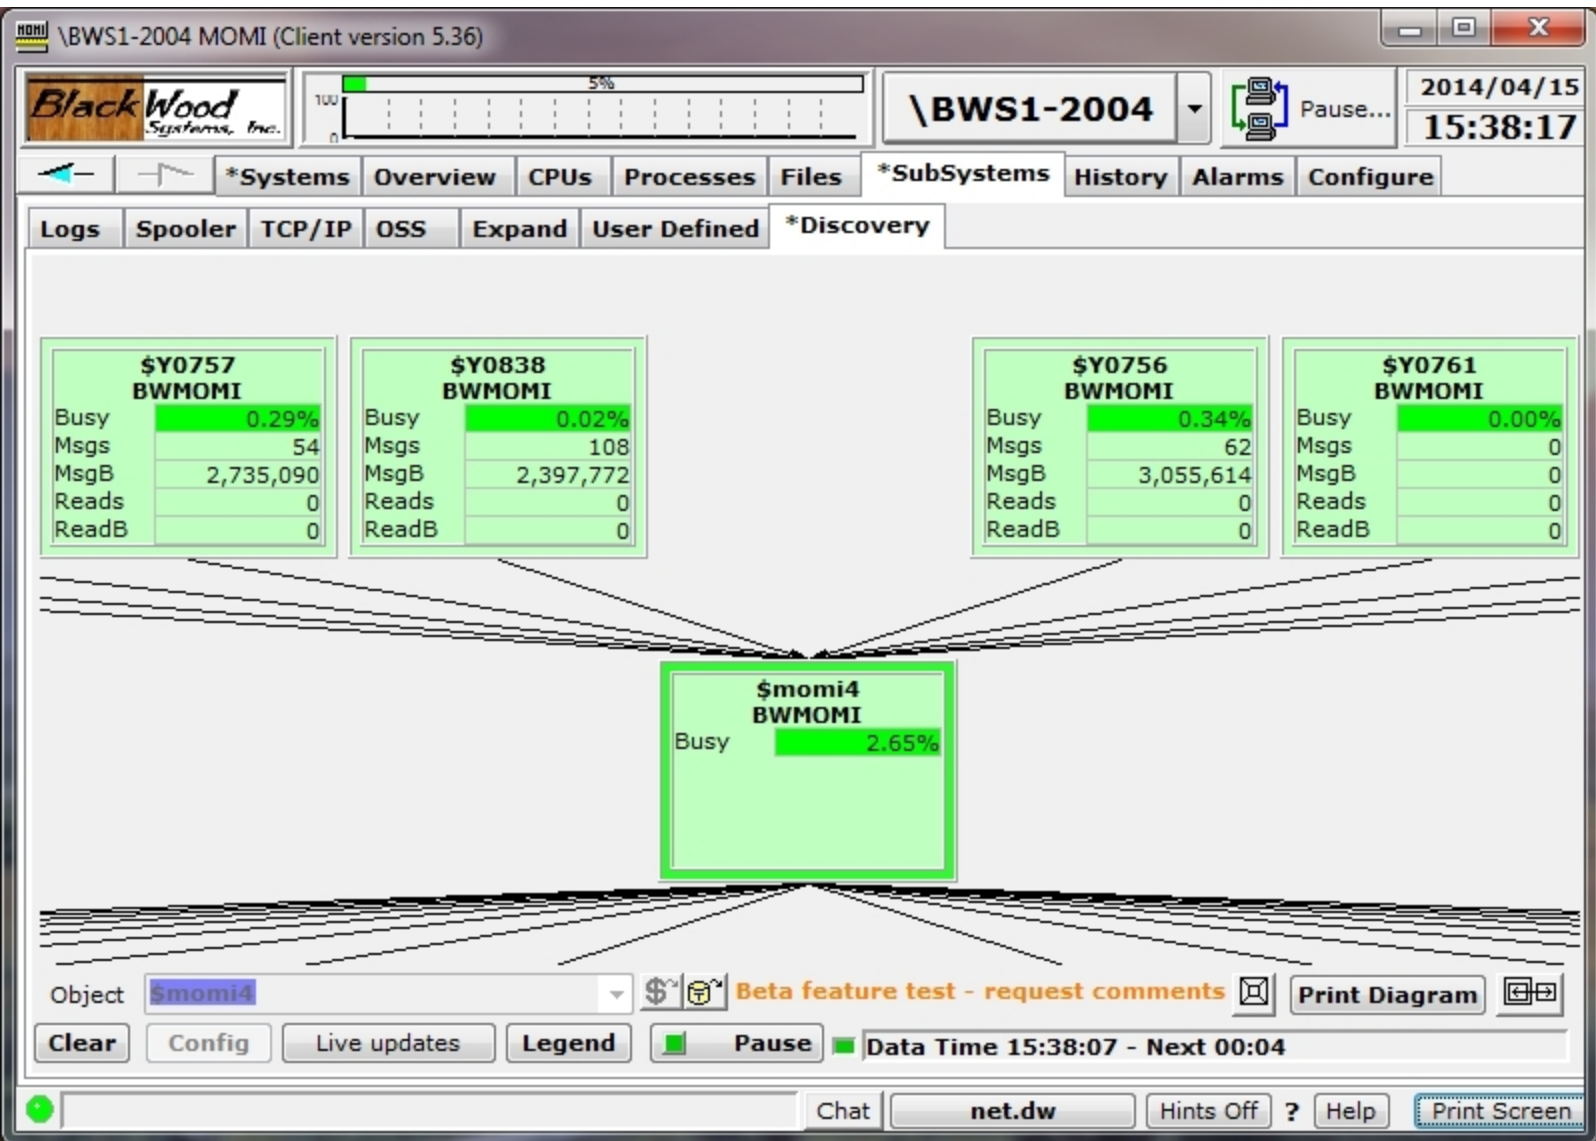 MOMI \BWS1-2004 MOMI (Client version 5.36)
BlackWood
Systems, Inc.
5%
100
0
\BWS1-2004
Pause...
2014/04/15
15:38:17
*Systems Overview CPUs Processes Files *SubSystems History Alarms Configure
Logs Spooler TCP/IP OSS Expand User Defined *Discovery
$Y0757
BWMOMI
Busy 0.29%
Msgs 54
MsgB 2,735,090
Reads 0
ReadB 0
$Y0838
BWMOMI
Busy 0.02%
Msgs 108
MsgB 2,397,772
Reads 0
ReadB 0
$Y0756
BWMOMI
Busy 0.34%
Msgs 62
MsgB 3,055,614
Reads 0
ReadB 0
$Y0761
BWMOMI
Busy 0.00%
Msgs 0
MsgB 0
Reads 0
ReadB 0
$momi4
BWMOMI
Busy 2.65%
Object $momi4 $ Beta feature test - request comments Print Diagram
Clear Config Live updates Legend Pause Data Time 15:38:07 - Next 00:04
Chat net.dw Hints Off ? Help Print Screen